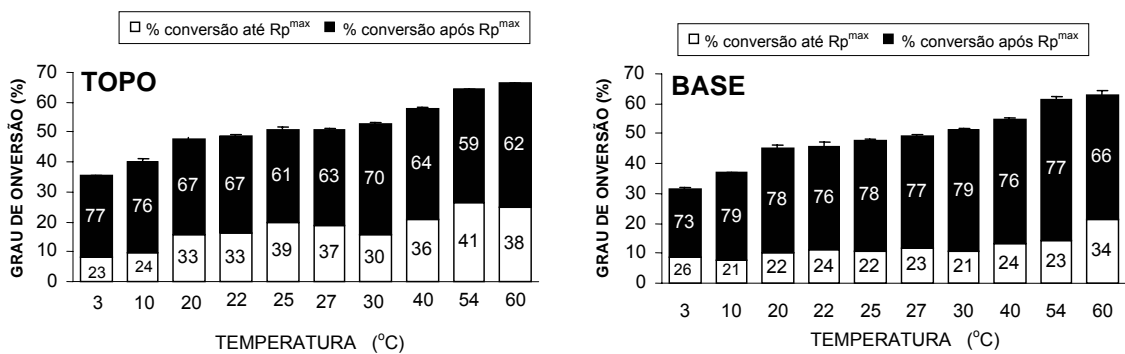 % conversão até Rp^max % conversão após Rp^max
TOPO
GRAU DE ONVERSÃO (%)
70
60
50
40
30
20
10
0
77 76 67 67 61 63 70 64 59 62
23 24 33 33 39 37 30 36 41 38
3 10 20 22 25 27 30 40 54 60
TEMPERATURA (°C)
% conversão até Rp^max % conversão após Rp^max
BASE
GRAU DE ONVERSÃO (%)
70
60
50
40
30
20
10
0
73 79 78 76 78 77 79 76 77 66
26 21 22 24 22 23 21 24 23 34
3 10 20 22 25 27 30 40 54 60
TEMPERATURA (°C)